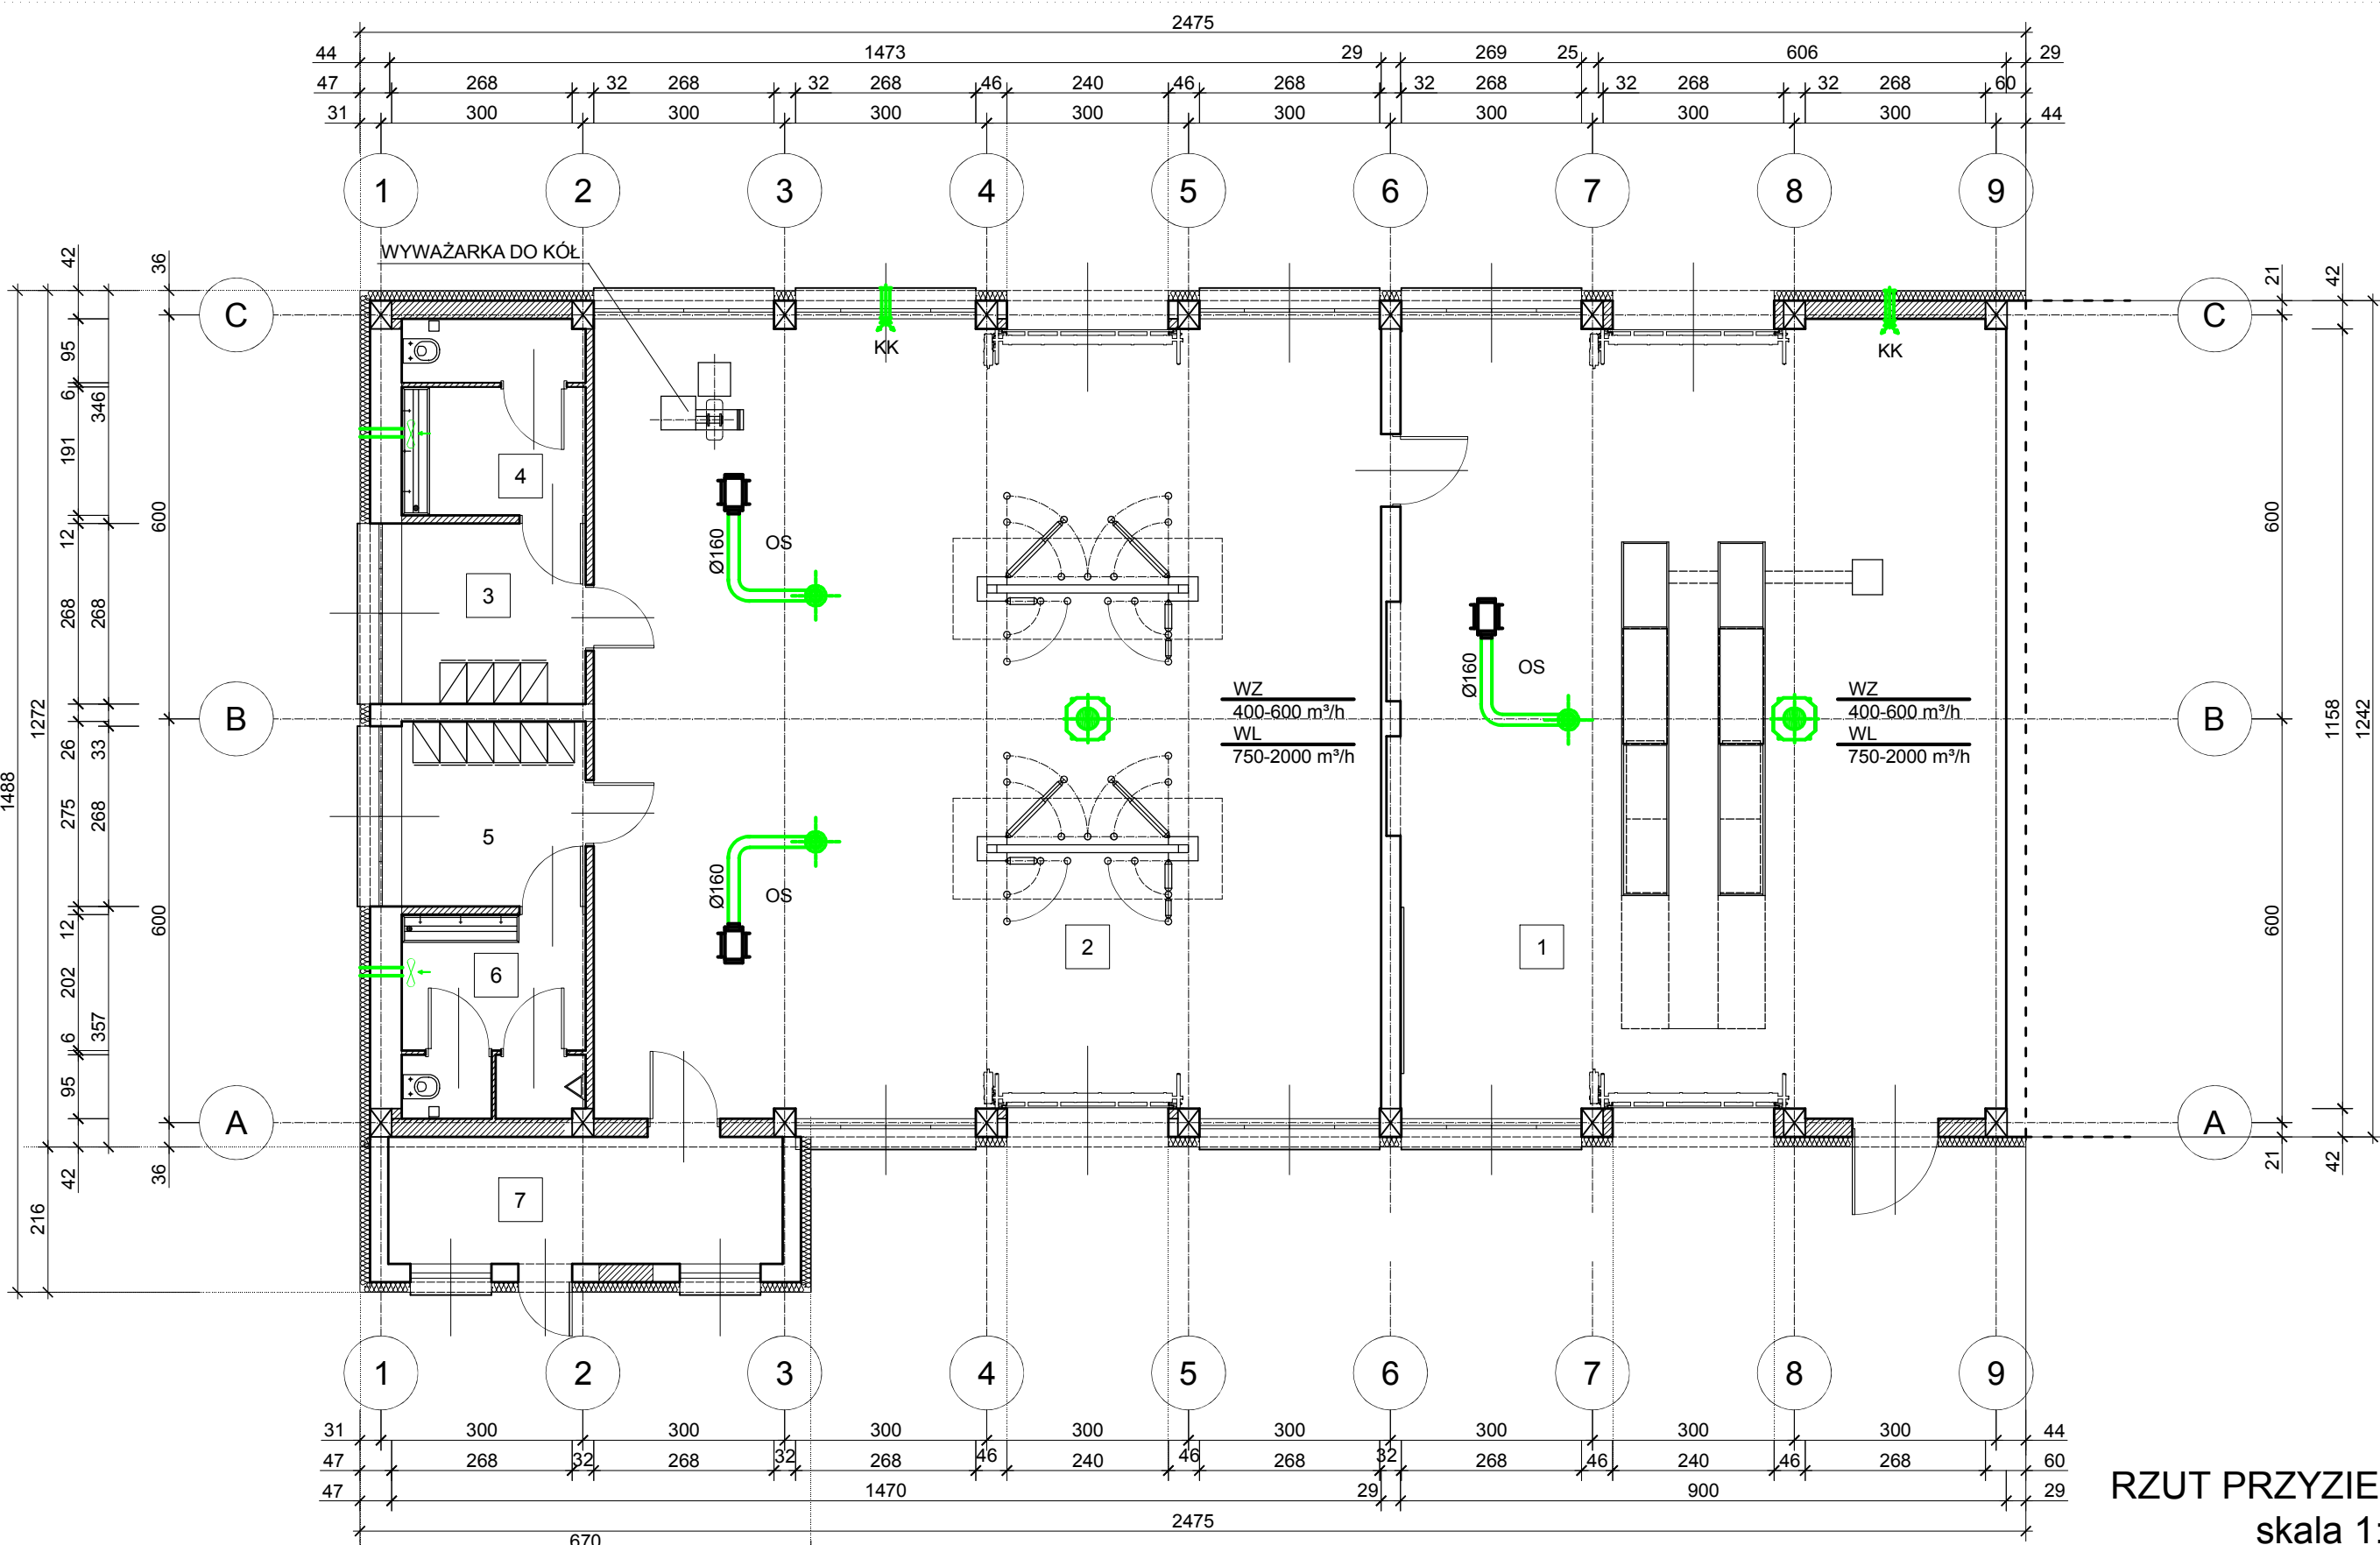 2475
44 1473 29 269 25 606 29
47 268 32 268 32 268 46 240 46 268 32 268 32 268 32 268 60
31 300 300 300 300 300 300 300 300 44
1 2 3 4 5 6 7 8 9
WYWAŻARKA DO KÓŁ
C
C
KK
KK
4
3
Ø160
OS
Ø160
OS
B
B
WZ
400-600 m³/h
WL
750-2000 m³/h
WZ
400-600 m³/h
WL
750-2000 m³/h
5
Ø160
OS
2
1
6
A
A
7
42
95
6
191
12
268
26
275
12
202
6
95
42
346
268
33
268
357
36
600
600
36
1272
216
1488
21
600
600
21
42
1158
42
1242
1 2 3 4 5 6 7 8 9
31 300 300 300 300 300 300 300 300 44
47 268 32 268 32 268 46 240 46 268 32 268 46 240 46 268 60
47 1470 29 900 29
2475
670
RZUT PRZYZIE
skala 1: